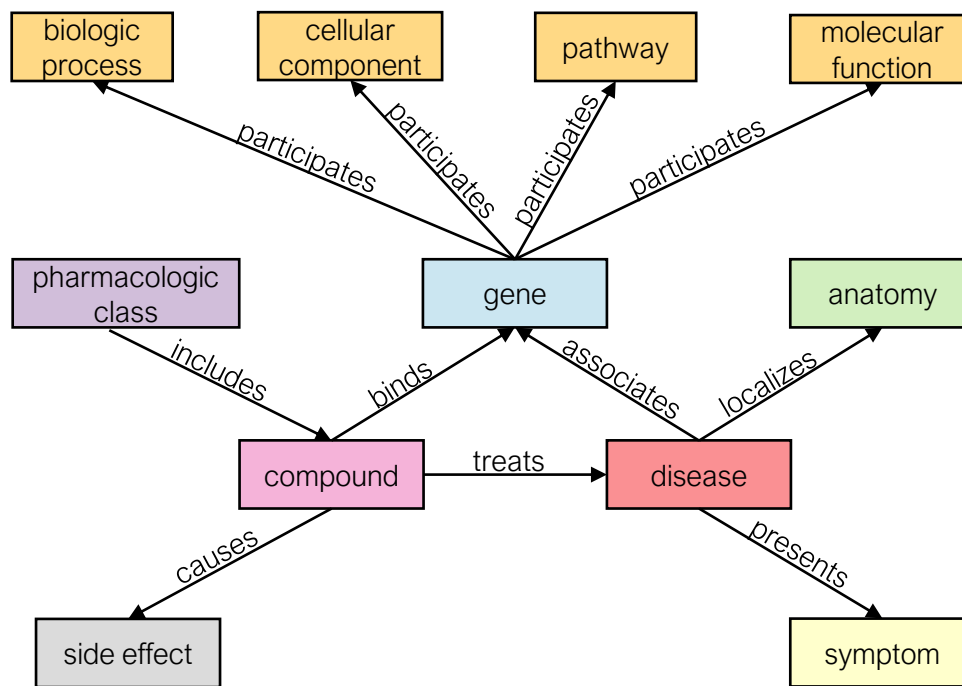 biologic
process
cellular
component
pathway
molecular
function
participates
participates
participates
participates
pharmacologic
class
gene
anatomy
includes
binds
associates
localizes
compound
treats
disease
causes
presents
side effect
symptom